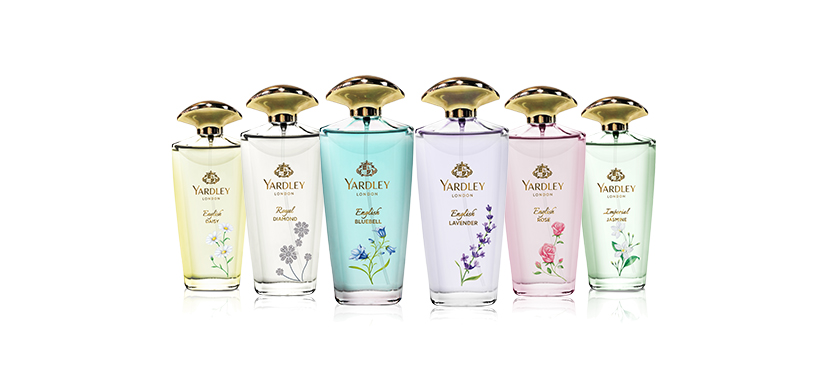 YARDLEY
LONDON
English
DAISY
YARDLEY
LONDON
Royal
DIAMOND
YARDLEY
LONDON
English
BLUEBELL
YARDLEY
LONDON
English
LAVENDER
YARDLEY
LONDON
English
ROSE
YARDLEY
LONDON
Imperial
JASMINE